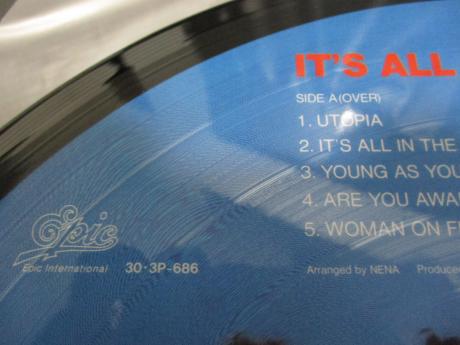 IT'S ALL
SIDE A (OVER)
1. UTOPIA
2. IT'S ALL IN THE
3. YOUNG AS YOU
4. ARE YOU AWA
5. WOMAN ON F
Epic
Epic International 30·3P-686
Arranged by NENA Produce